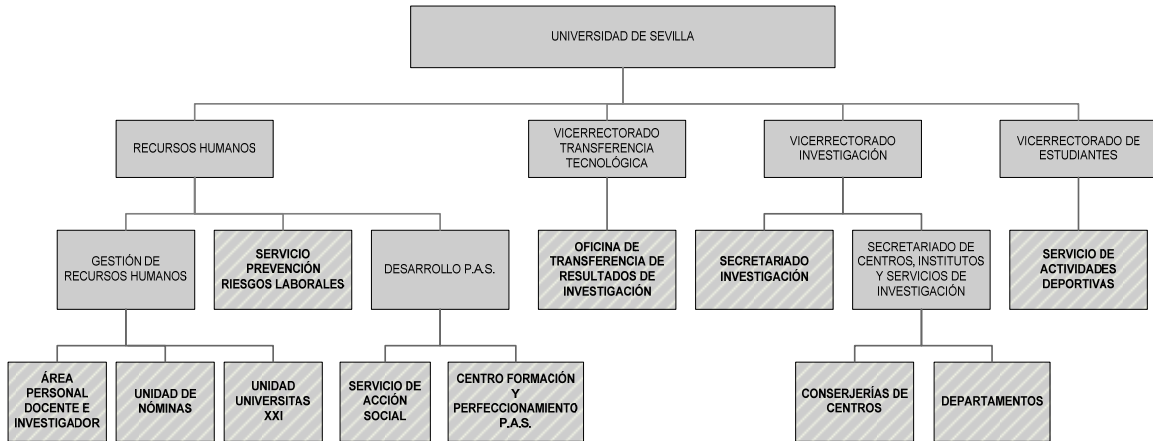 UNIVERSIDAD DE SEVILLA
RECURSOS HUMANOS
VICERRECTORADO
TRANSFERENCIA
TECNOLÓGICA
VICERRECTORADO
INVESTIGACIÓN
VICERRECTORADO DE
ESTUDIANTES
GESTIÓN DE
RECURSOS HUMANOS
SERVICIO
PREVENCIÓN
RIESGOS LABORALES
DESARROLLO P.A.S.
OFICINA DE
TRANSFERENCIA DE
RESULTADOS DE
INVESTIGACIÓN
SECRETARIADO
INVESTIGACIÓN
SECRETARIADO DE
CENTROS, INSTITUTOS
Y SERVICIOS DE
INVESTIGACIÓN
SERVICIO DE
ACTIVIDADES
DEPORTIVAS
ÁREA
PERSONAL
DOCENTE E
INVESTIGADOR
UNIDAD DE
NÓMINAS
UNIDAD
UNIVERSITAS
XXI
SERVICIO DE
ACCIÓN
SOCIAL
CENTRO FORMACIÓN
Y
PERFECCIONAMIENTO
P.A.S.
CONSERJERÍAS DE
CENTROS
DEPARTAMENTOS